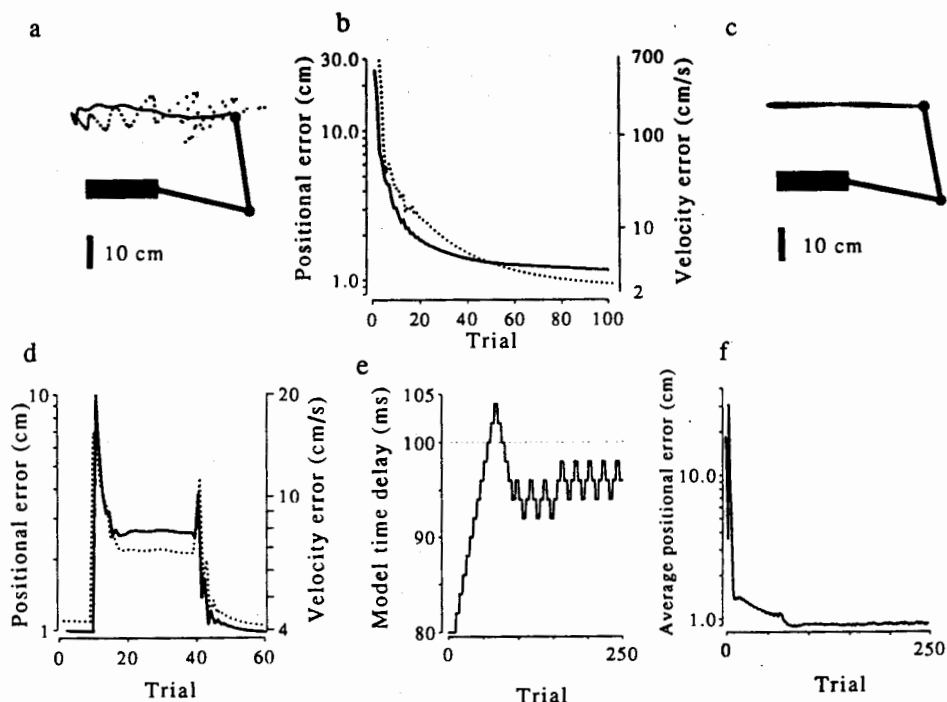 a
10 cm
b
30.0
10.0
1.0
Positional error (cm)
700
100
10
2
Velocity error (cm/s)
0 20 40 60 80 100
Trial
c
10 cm
d
10
1
Positional error (cm)
20
10
4
Velocity error (cm/s)
0 20 40 60
Trial
e
105
100
90
80
Model time delay (ms)
0 250
Trial
f
10.0
1.0
Average positional error (cm)
0 250
Trial